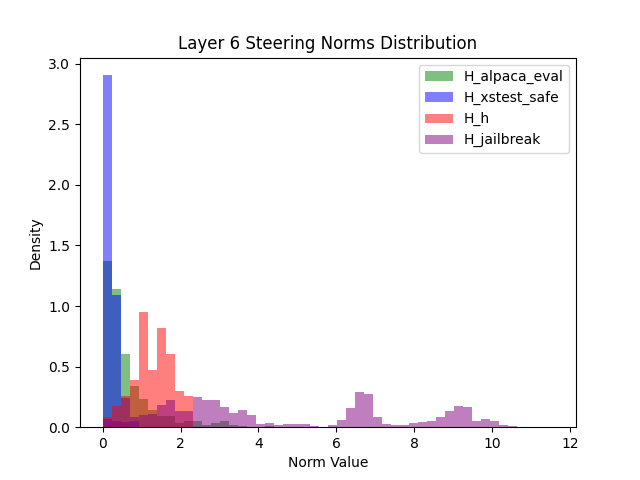 Layer 6 Steering Norms Distribution
H_alpaca_eval
H_xstest_safe
H_h
H_jailbreak
3.0
2.5
2.0
1.5
1.0
0.5
0.0
Density
0 2 4 6 8 10 12
Norm Value